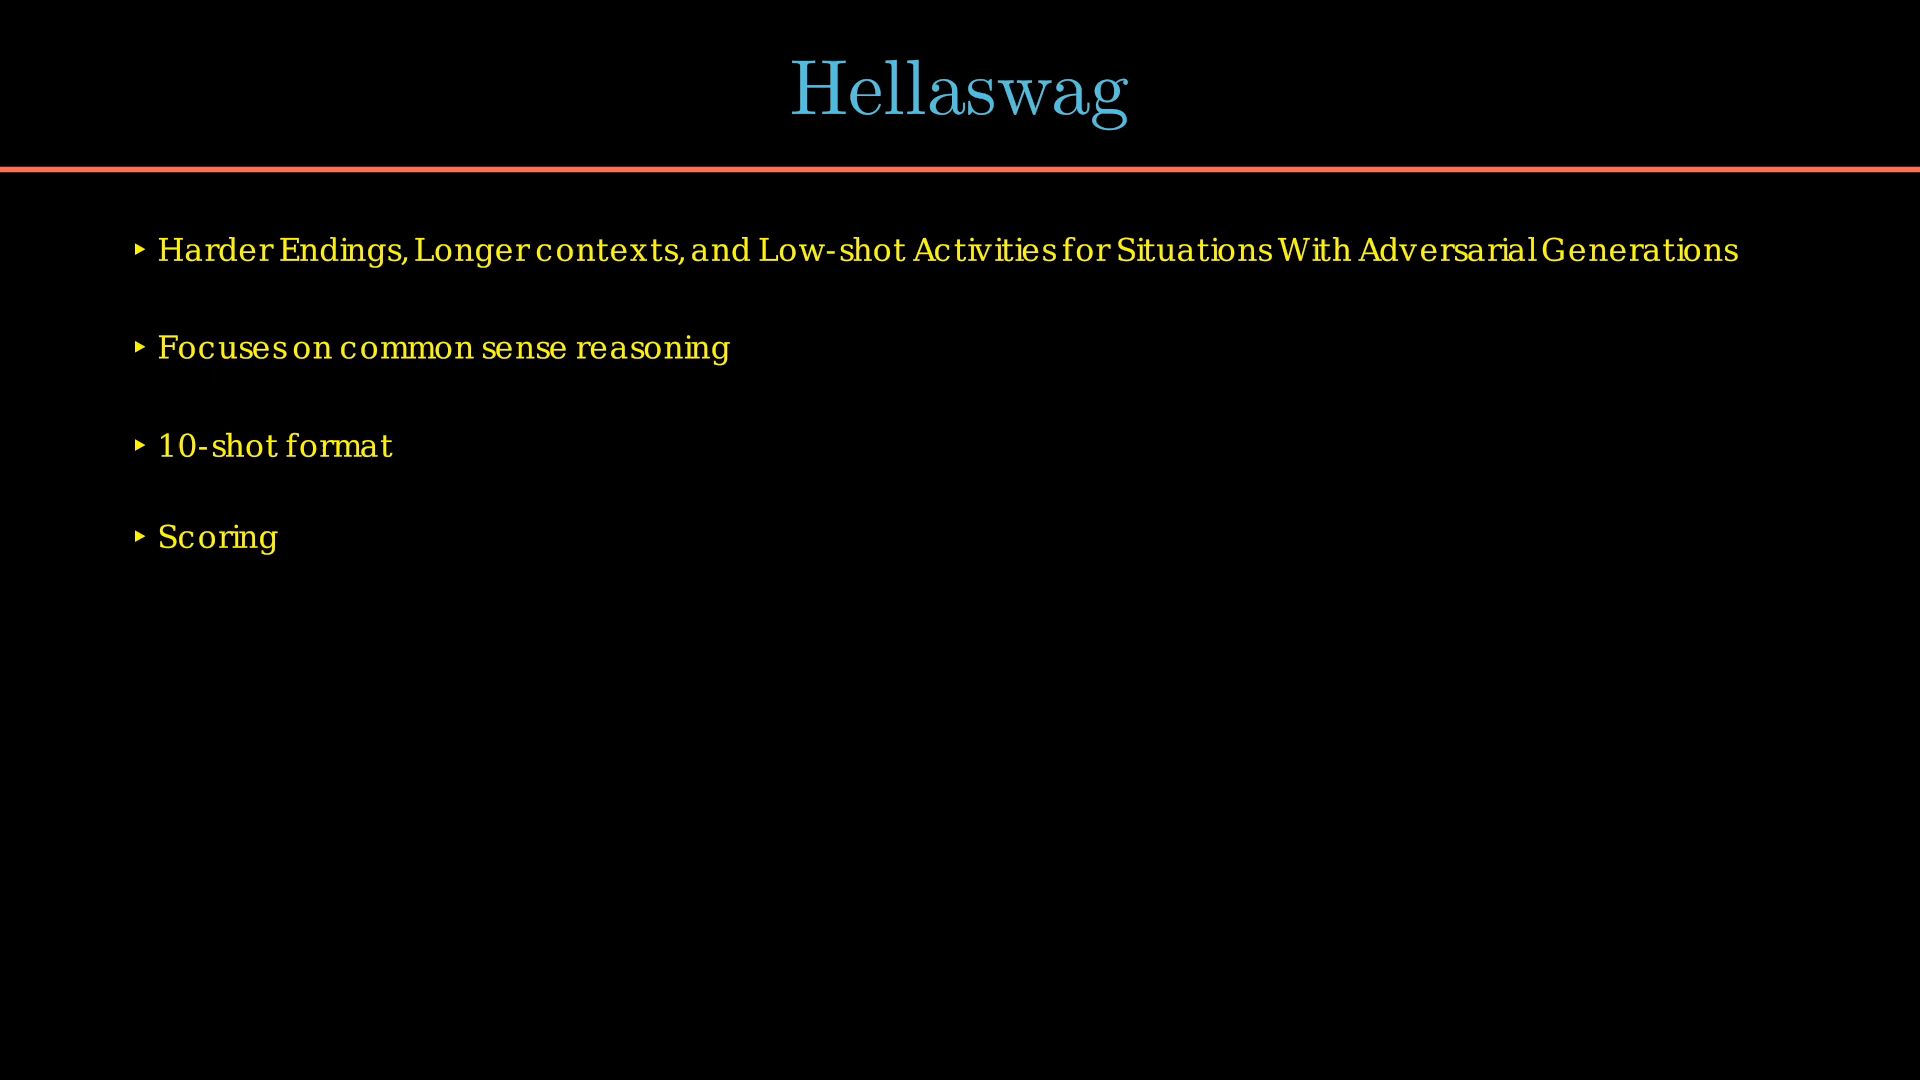 Hellaswag
‣ Harder Endings, Longer contexts, and Low-shot Activities for Situations With Adversarial Generations
‣ Focuses on common sense reasoning
‣ 10-shot format
‣ Scoring